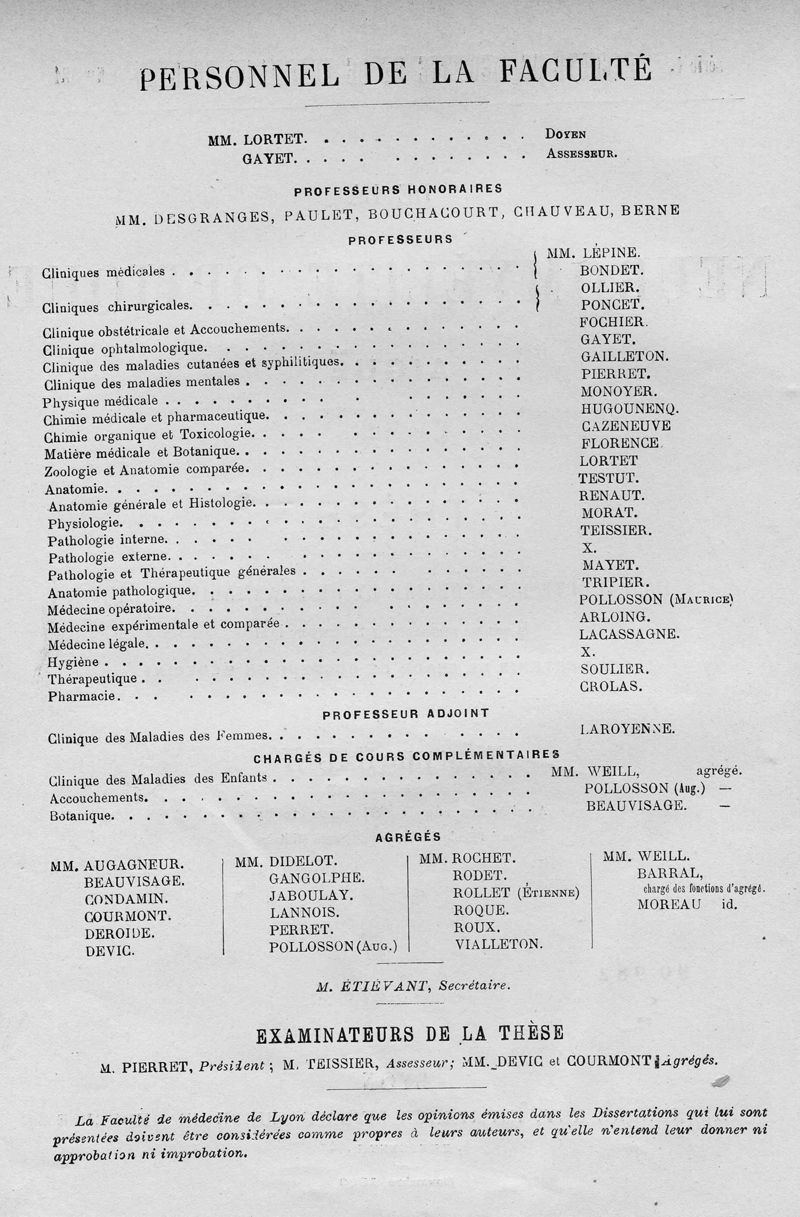 PERSONNEL DE LA FACULTÉ
MM. LORTET. . . . . . . . . . . . . DOYEN
GAYET. . . . . . . . . . . . . ASSESSEUR.
PROFESSEURS HONORAIRES
MM. DESGRANGES, PAULET, BOUCHACOURT, CHAUVEAU, BERNE
PROFESSEURS
Cliniques médicales . . . . . . . . . . { MM. LÉPINE.
BONDET.
Cliniques chirurgicales. . . . . . . . . . { OLLIER.
PONCET.
Clinique obstétricale et Accouchements. . . . . . . . . . FOCHIER.
Clinique ophtalmologique. . . . . . . . . . GAYET.
Clinique des maladies cutanées et syphilitiques. . . . . . . . . . GAILLETON.
Clinique des maladies mentales . . . . . . . . . . PIERRET.
Physique médicale . . . . . . . . . . MONOYER.
Chimie médicale et pharmaceutique. . . . . . . . . . HUGOUNENQ.
Chimie organique et Toxicologie. . . . . . . . . . CAZENEUVE
Matière médicale et Botanique. . . . . . . . . . FLORENCE
Zoologie et Anatomie comparée. . . . . . . . . . LORTET
Anatomie. . . . . . . . . . TESTUT.
Anatomie générale et Histologie. . . . . . . . . . RENAUT.
Physiologie. . . . . . . . . . MORAT.
Pathologie interne. . . . . . . . . . TEISSIER.
Pathologie externe. . . . . . . . . . X.
Pathologie et Thérapeutique générales . . . . . . . . . . MAYET.
Anatomie pathologique. . . . . . . . . . TRIPIER.
Médecine opératoire. . . . . . . . . . POLLOSSON (MAURICE)
Médecine expérimentale et comparée . . . . . . . . . . ARLOING.
Médecine légale. . . . . . . . . . LACASSAGNE.
Hygiène . . . . . . . . . . X.
Thérapeutique . . . . . . . . . . SOULIER.
Pharmacie. . . . . . . . . . CROLAS.
PROFESSEUR ADJOINT
Clinique des Maladies des Femmes. . . . . . . . . . LAROYENNE.
CHARGÉS DE COURS COMPLÉMENTAIRES
Clinique des Maladies des Enfants . . . . . . . . . . MM. WEILL, agrégé.
Accouchements. . . . . . . . . . POLLOSSON (Aug.) —
Botanique. . . . . . . . . . BEAUVISAGE. —
AGRÉGÉS
MM. AUGAGNEUR.
BEAUVISAGE.
CONDAMIN.
COURMONT.
DEROIDE.
DEVIC.
MM. DIDELOT.
GANGOLPHE.
JABOULAY.
LANNOIS.
PERRET.
POLLOSSON (AUG.)
MM. ROCHET.
RODET.
ROLLET (ÉTIENNE)
ROQUE.
ROUX.
VIALLETON.
MM. WEILL.
BARRAL,
chargé des fonctions d'agrégé.
MOREAU id.
M. ÉTIÉVANT, Secrétaire.
EXAMINATEURS DE LA THÈSE
M. PIERRET, Président ; M. TEISSIER, Assesseur; MM. DEVIC et COURMONT Agrégés.
La Faculté de médecine de Lyon déclare que les opinions émises dans les Dissertations qui lui sont
présentées doivent être considérées comme propres à leurs auteurs, et qu'elle n'entend leur donner ni
approbation ni improbation.